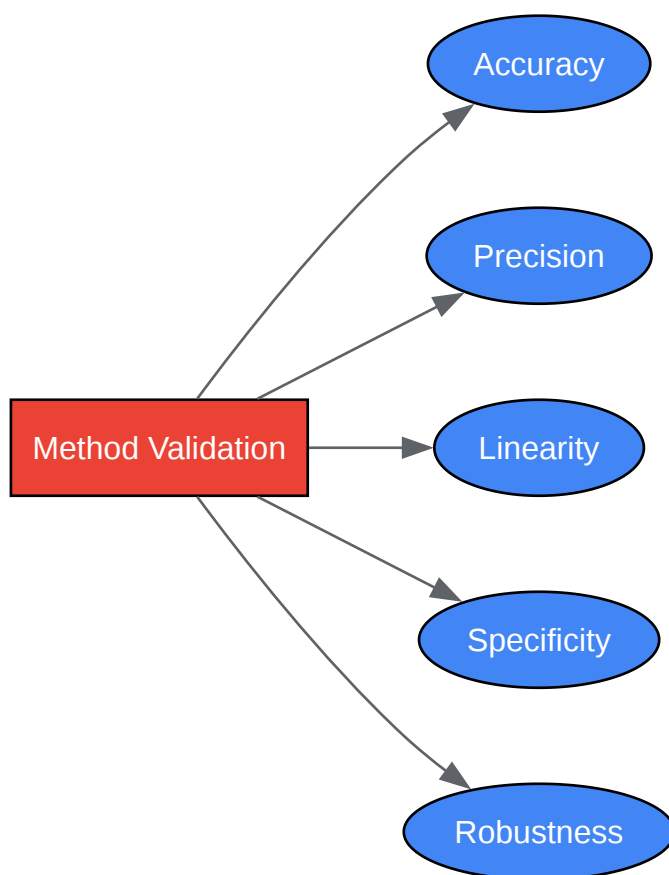 Accuracy
Precision
Method Validation
Linearity
Specificity
Robustness